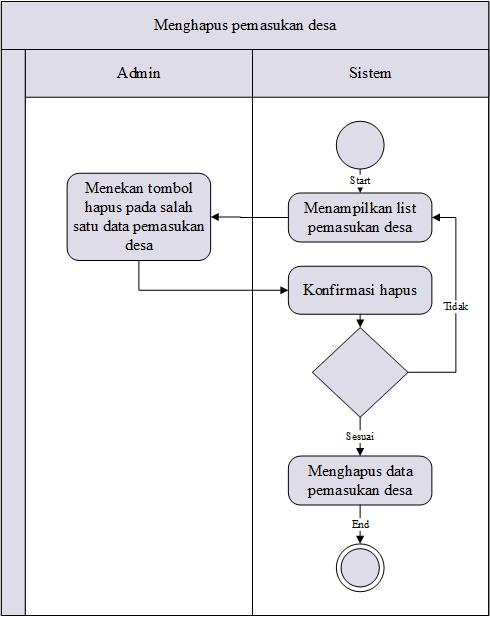 Menghapus pemasukan desa
Admin
Sistem
Start
Menekan tombol
hapus pada salah
satu data pemasukan
desa
Menampilkan list
pemasukan desa
Konfirmasi hapus
Tidak
Sesuai
Menghapus data
pemasukan desa
End